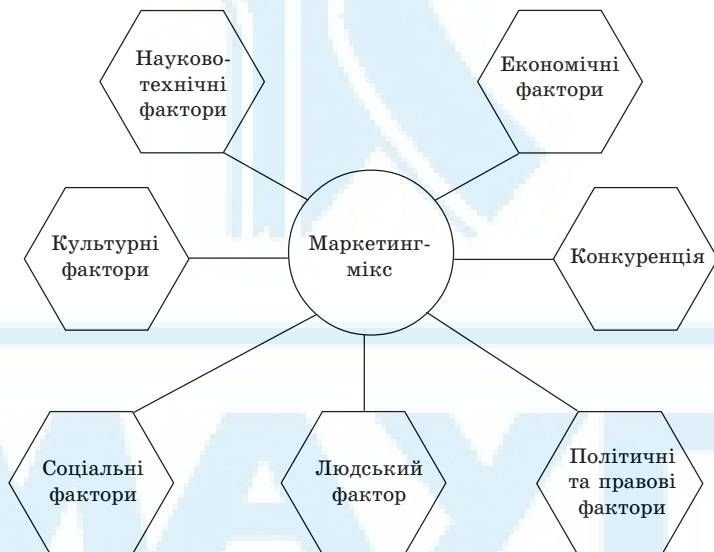 Науково-
технічні
фактори
Економічні
фактори
Культурні
фактори
Маркетинг-
мікс
Конкуренція
Соціальні
фактори
Людський
фактор
Політичні
та правові
фактори